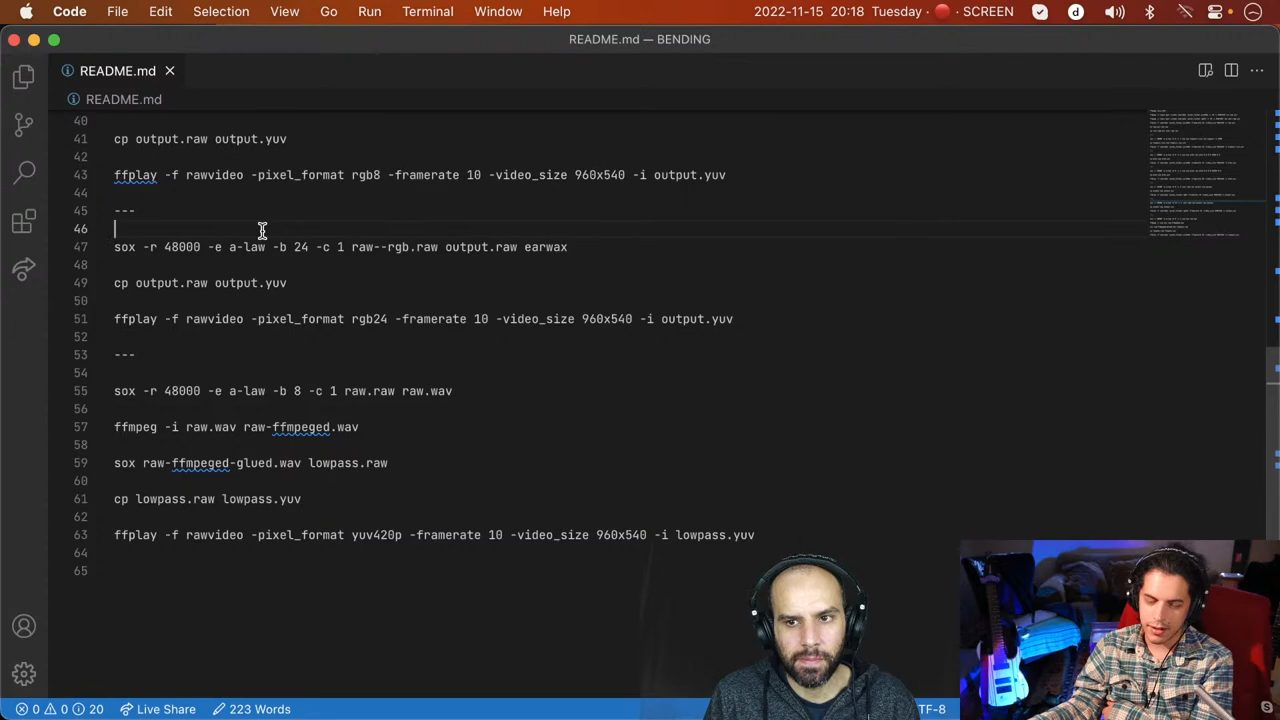 Code File Edit Selection View Go Run Terminal Window Help 2022-11-15 20:18 Tuesday SCREEN
README.md — BENDING
README.md
README.md
40
41 cp output.raw output.yuv
42
43 ffplay -f rawvideo -pixel_format rgb8 -framerate 10 -video_size 960x540 -i output.yuv
44
45 ---
46
47 sox -r 48000 -e a-law -b 24 -c 1 raw--rgb.raw output.raw earwax
48
49 cp output.raw output.yuv
50
51 ffplay -f rawvideo -pixel_format rgb24 -framerate 10 -video_size 960x540 -i output.yuv
52
53 ---
54
55 sox -r 48000 -e a-law -b 8 -c 1 raw.raw raw.wav
56
57 ffmpeg -i raw.wav raw-ffmpeged.wav
58
59 sox raw-ffmpeged-glued.wav lowpass.raw
60
61 cp lowpass.raw lowpass.yuv
62
63 ffplay -f rawvideo -pixel_format yuv420p -framerate 10 -video_size 960x540 -i lowpass.yuv
64
65
0 0 20 Live Share 223 Words TF-8